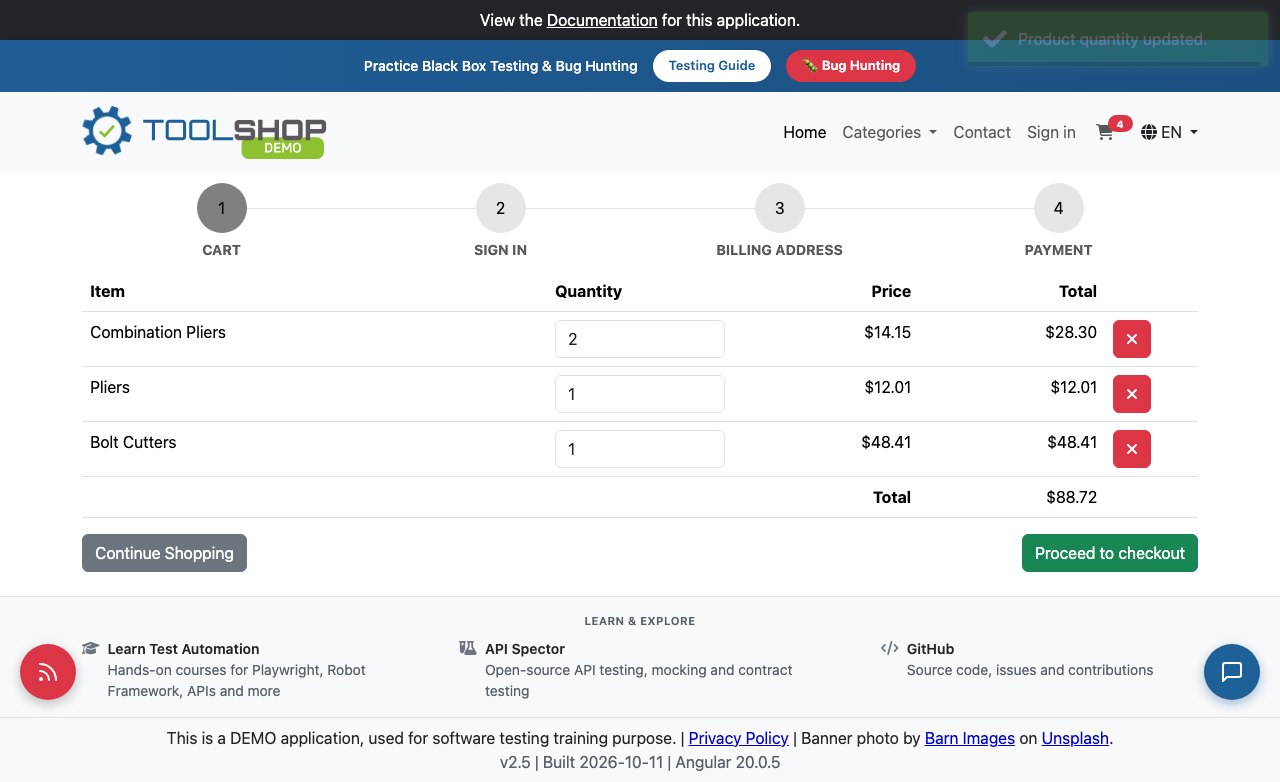 View the Documentation for this application.
Product quantity updated.
Practice Black Box Testing & Bug Hunting Testing Guide Bug Hunting
TOOLSHOP
DEMO
Home Categories Contact Sign in 4 EN
1 2 3 4
CART SIGN IN BILLING ADDRESS PAYMENT
Item Quantity Price Total
Combination Pliers 2 $14.15 $28.30
Pliers 1 $12.01 $12.01
Bolt Cutters 1 $48.41 $48.41
Total $88.72
Continue Shopping Proceed to checkout
LEARN & EXPLORE
Learn Test Automation
Hands-on courses for Playwright, Robot
Framework, APIs and more
API Spector
Open-source API testing, mocking and contract
testing
GitHub
Source code, issues and contributions
This is a DEMO application, used for software testing training purpose. | Privacy Policy | Banner photo by Barn Images on Unsplash.
v2.5 | Built 2026-10-11 | Angular 20.0.5